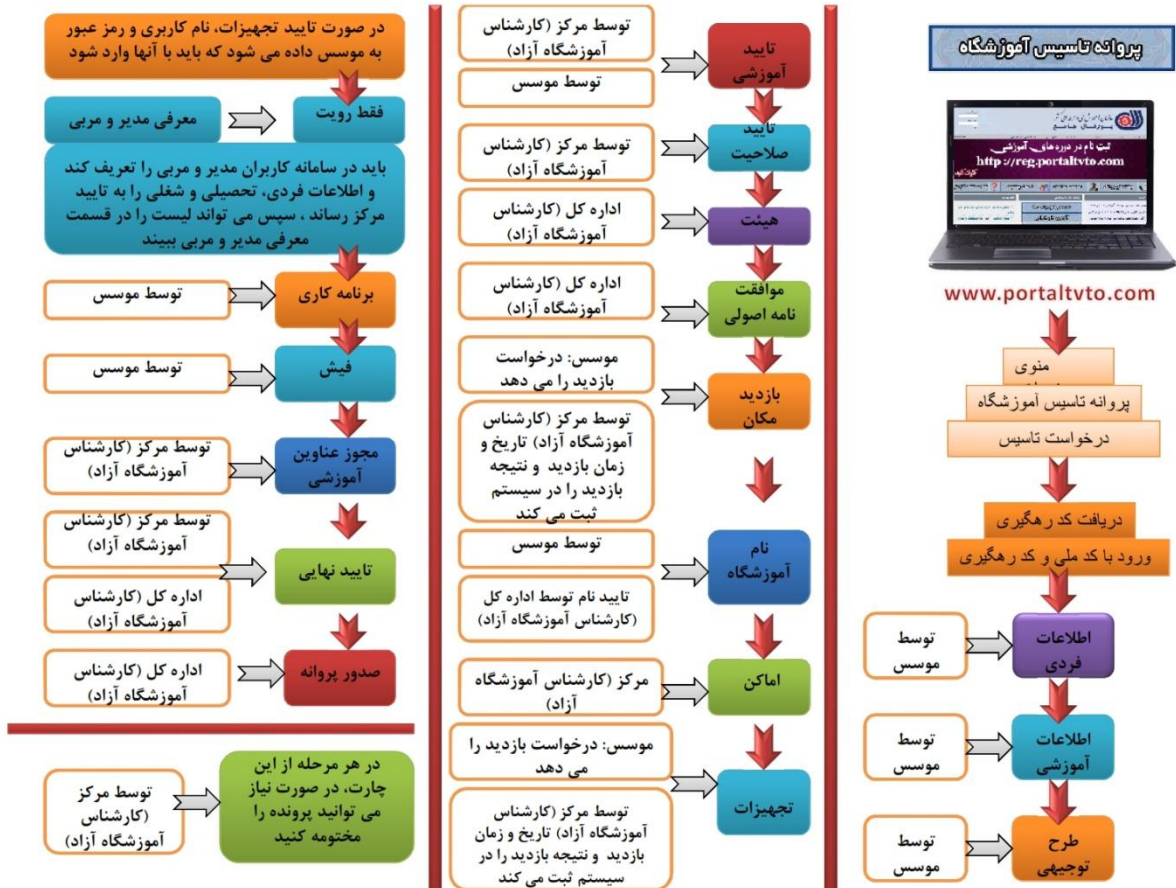 پروانه تاسیس آموزشگاه
ثبت نام در دوره های آموزشی
http://reg.portaltvto.com
www.portaltvto.com
منوی
پروانه تاسیس آموزشگاه
درخواست تاسیس
دریافت کد رهگیری
ورود با کد ملی و کد رهگیری
اطلاعات
فردی
توسط
موسس
اطلاعات
آموزشی
توسط
موسس
طرح
توجیهی
توسط
موسس
تایید
آموزشی
توسط مرکز (کارشناس
آموزشگاه آزاد)
توسط موسس
تایید
صلاحیت
توسط مرکز (کارشناس
آموزشگاه آزاد)
هیئت
اداره کل (کارشناس
آموزشگاه آزاد)
موافقت
نامه اصولی
اداره کل (کارشناس
آموزشگاه آزاد)
بازدید
مکان
موسس: درخواست
بازدید را می دهد
توسط مرکز (کارشناس
آموزشگاه آزاد) تاریخ و
زمان بازدید و نتیجه
بازدید را در سیستم
ثبت می کند
نام
آموزشگاه
توسط موسس
تایید نام توسط اداره کل
(کارشناس آموزشگاه آزاد)
اماکن
مرکز (کارشناس آموزشگاه
آزاد)
تجهیزات
موسس: درخواست بازدید را
می دهد
توسط مرکز (کارشناس
آموزشگاه آزاد) تاریخ و زمان
بازدید و نتیجه بازدید را در
سیستم ثبت می کند
در صورت تایید تجهیزات، نام کاربری و رمز عبور
به موسس داده می شود که باید با آنها وارد شود
فقط رویت
معرفی مدیر و مربی
باید در سامانه کاربران مدیر و مربی را تعریف کند
و اطلاعات فردی، تحصیلی و شغلی را به تایید
مرکز رساند ، سپس می تواند لیست را در قسمت
معرفی مدیر و مربی ببیند
برنامه کاری
توسط موسس
فیش
توسط موسس
مجوز عناوین
آموزشی
توسط مرکز (کارشناس
آموزشگاه آزاد)
تایید نهایی
توسط مرکز (کارشناس
آموزشگاه آزاد)
اداره کل (کارشناس
آموزشگاه آزاد)
صدور پروانه
اداره کل (کارشناس
آموزشگاه آزاد)
در هر مرحله از این
چارت، در صورت نیاز
می توانید پرونده را
مختومه کنید
توسط مرکز
(کارشناس
آموزشگاه آزاد)